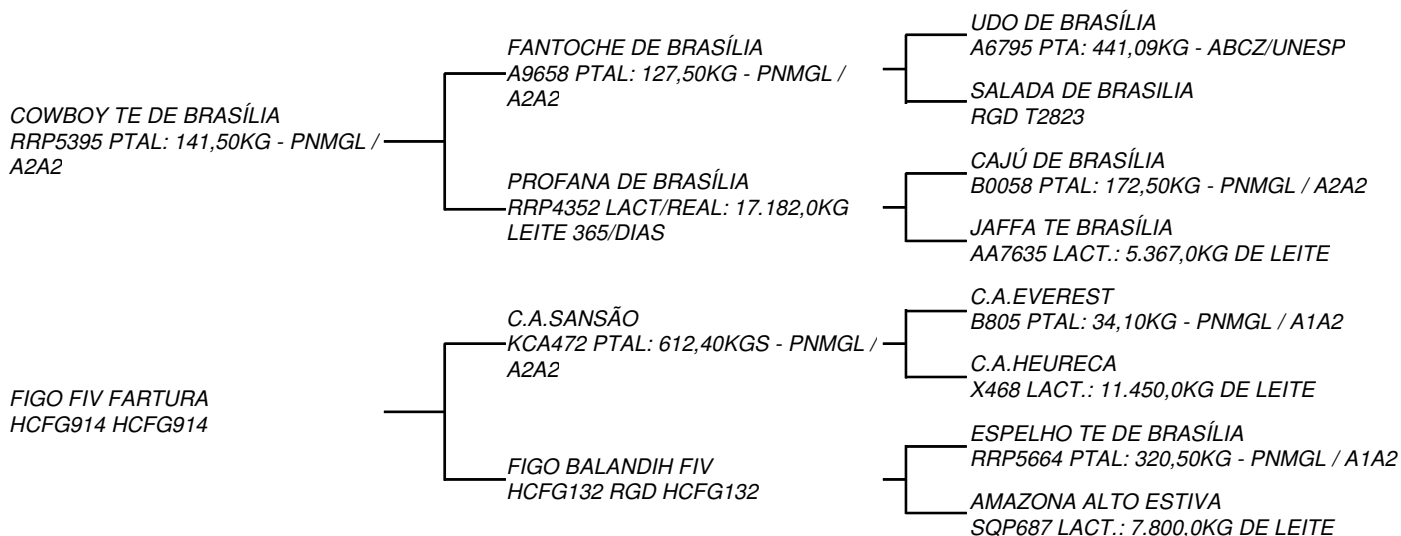 UDO DE BRASÍLIA
A6795 PTA: 441,09KG - ABCZ/UNESP
FANTOCHE DE BRASÍLIA
A9658 PTAL: 127,50KG - PNMGL /
A2A2
SALADA DE BRASILIA
RGD T2823
COWBOY TE DE BRASÍLIA
RRP5395 PTAL: 141,50KG - PNMGL /
A2A2
CAJÚ DE BRASÍLIA
B0058 PTAL: 172,50KG - PNMGL / A2A2
PROFANA DE BRASÍLIA
RRP4352 LACT/REAL: 17.182,0KG
LEITE 365/DIAS
JAFFA TE BRASÍLIA
AA7635 LACT.: 5.367,0KG DE LEITE
C.A.EVEREST
B805 PTAL: 34,10KG - PNMGL / A1A2
C.A.SANSÃO
KCA472 PTAL: 612,40KGS - PNMGL /
A2A2
C.A.HEURECA
X468 LACT.: 11.450,0KG DE LEITE
FIGO FIV FARTURA
HCFG914 HCFG914
ESPELHO TE DE BRASÍLIA
RRP5664 PTAL: 320,50KG - PNMGL / A1A2
FIGO BALANDIH FIV
HCFG132 RGD HCFG132
AMAZONA ALTO ESTIVA
SQP687 LACT.: 7.800,0KG DE LEITE